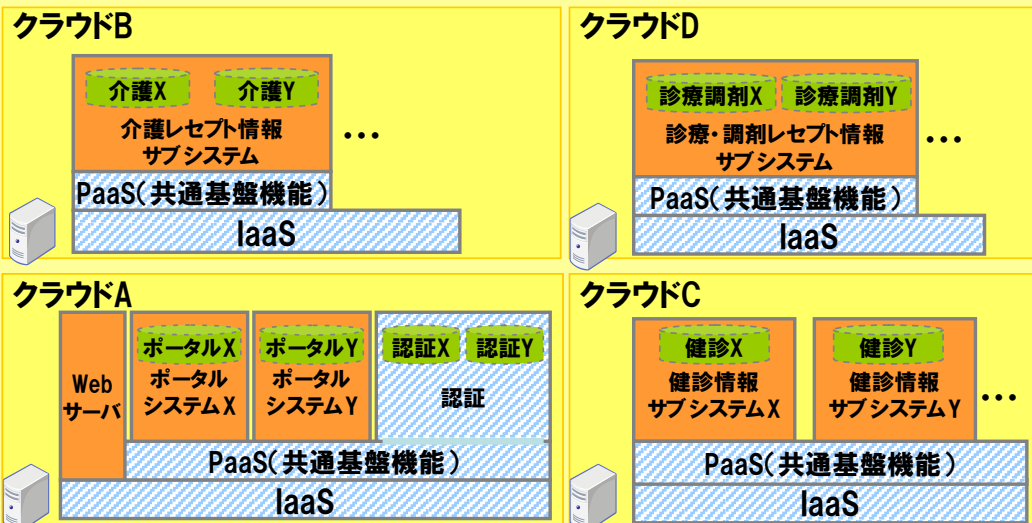 クラウドB
介護X 介護Y
介護レセプト情報
サブシステム
...
PaaS(共通基盤機能)
IaaS
クラウドD
診療調剤X 診療調剤Y
診療・調剤レセプト情報
サブシステム
...
PaaS(共通基盤機能)
IaaS
クラウドA
Web
サーバ
ポータルX
ポータル
システムX
ポータルY
ポータル
システムY
認証X 認証Y
認証
PaaS(共通基盤機能)
IaaS
クラウドC
健診X
健診情報
サブシステムX
健診Y
健診情報
サブシステムY
...
PaaS(共通基盤機能)
IaaS